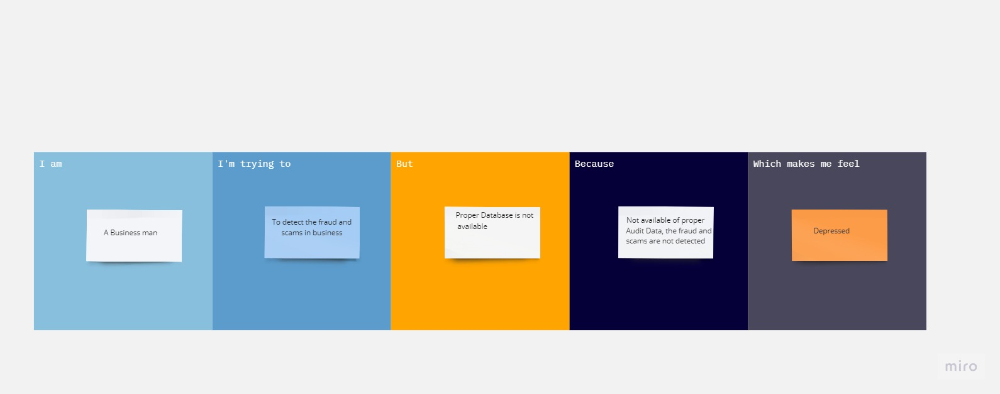 I am
I'm trying to
But
Because
Which makes me feel
A Business man
To detect the fraud and
scams in business
Proper Database is not
available
Not available of proper
Audit Data, the fraud and
scams are not detected
Depressed
miro